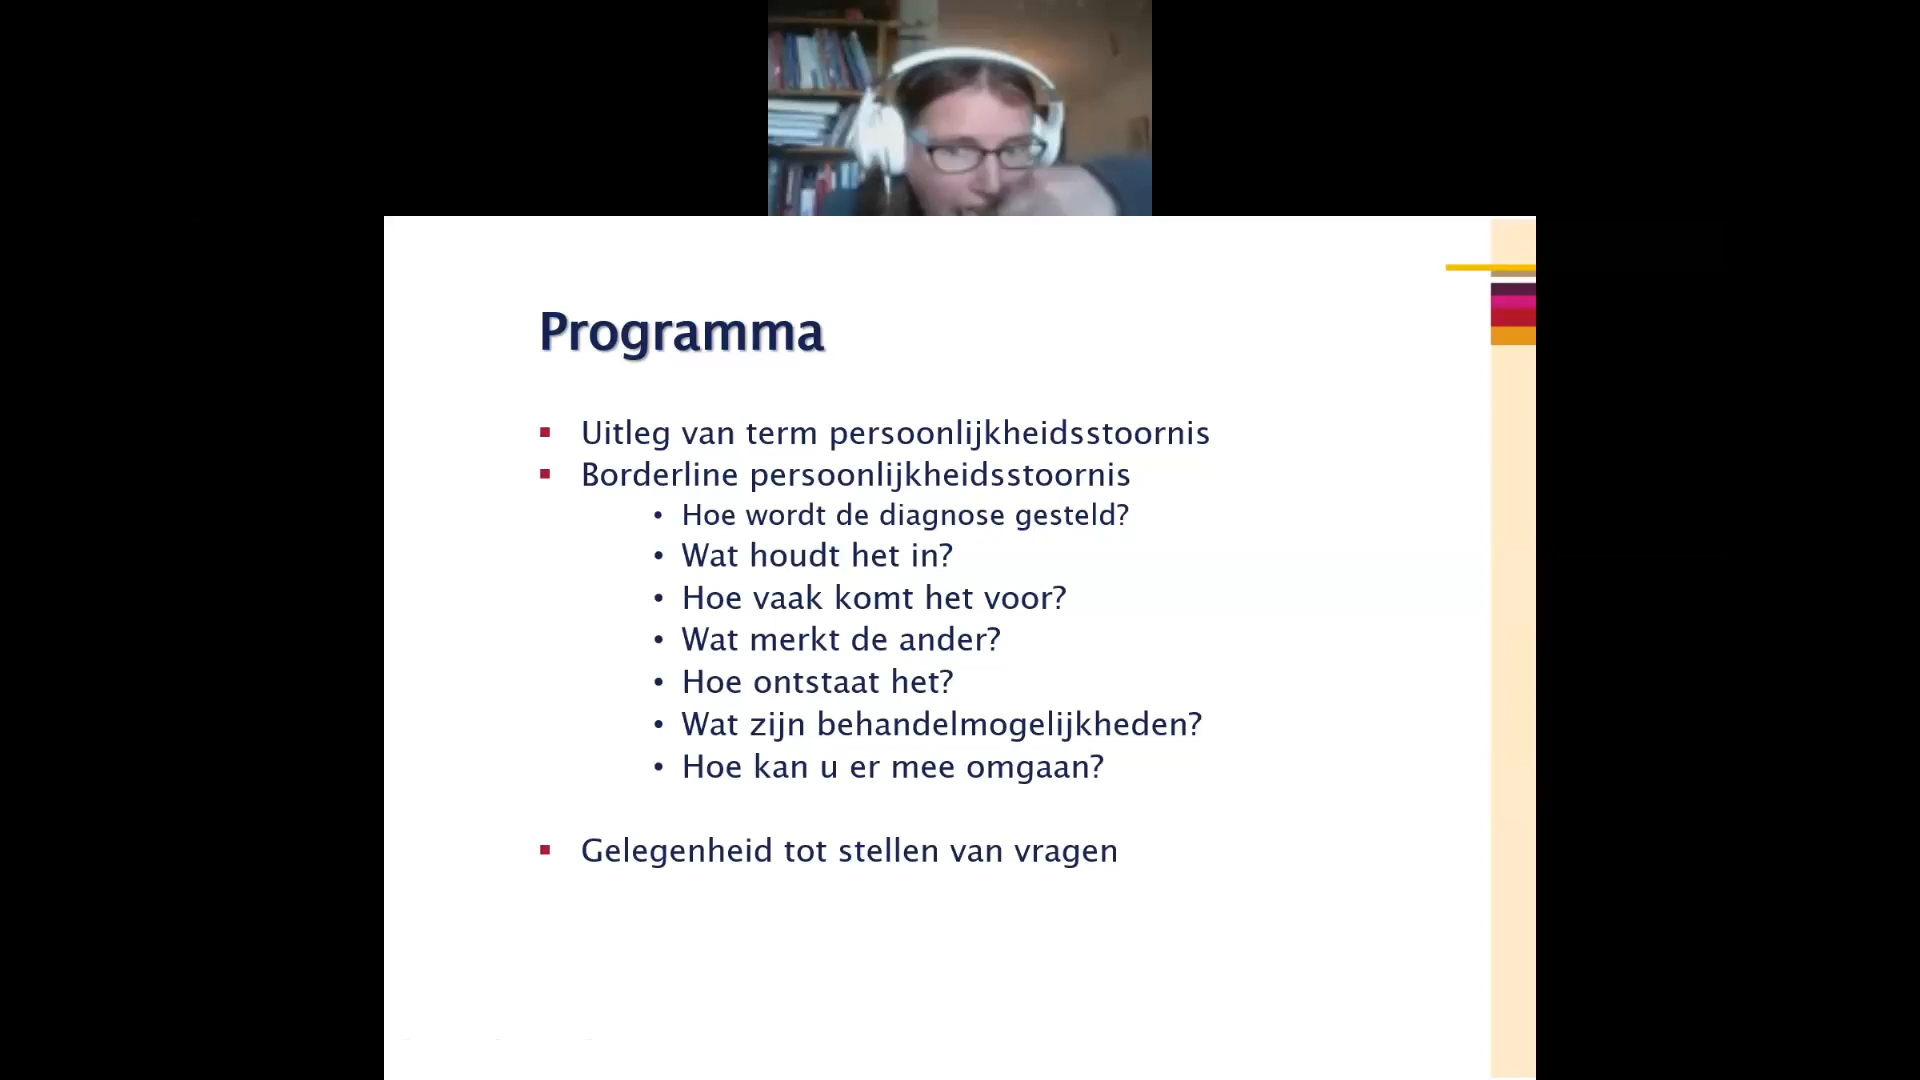 Programma
Uitleg van term persoonlijkheidsstoornis
Borderline persoonlijkheidsstoornis
Hoe wordt de diagnose gesteld?
Wat houdt het in?
Hoe vaak komt het voor?
Wat merkt de ander?
Hoe ontstaat het?
Wat zijn behandelmogelijkheden?
Hoe kan u er mee omgaan?
Gelegenheid tot stellen van vragen